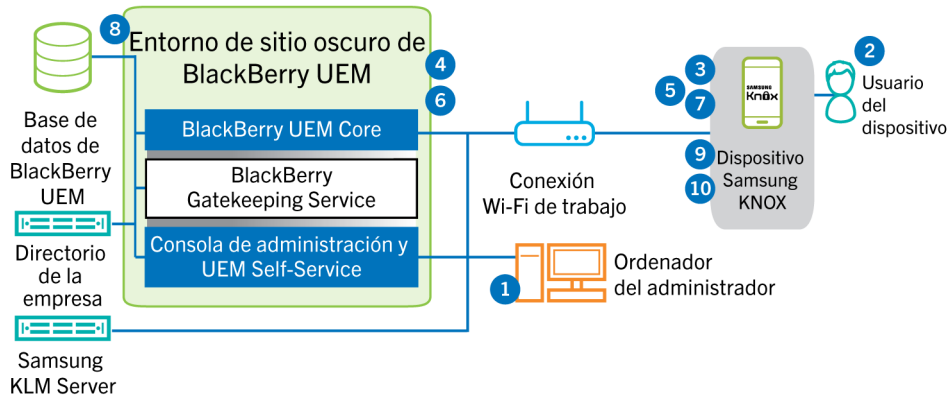 8
Entorno de sitio oscuro de
BlackBerry UEM
4
6
BlackBerry UEM Core
BlackBerry
Gatekeeping Service
Consola de administración y
UEM Self-Service
Base de
datos de
BlackBerry
UEM
Directorio
de la
empresa
Samsung
KLM Server
Conexión
Wi-Fi de trabajo
1
Ordenador
del administrador
3
5
7
SAMSUNG
Knox
9
10
Dispositivo
Samsung
KNOX
2
Usuario
del
dispositivo